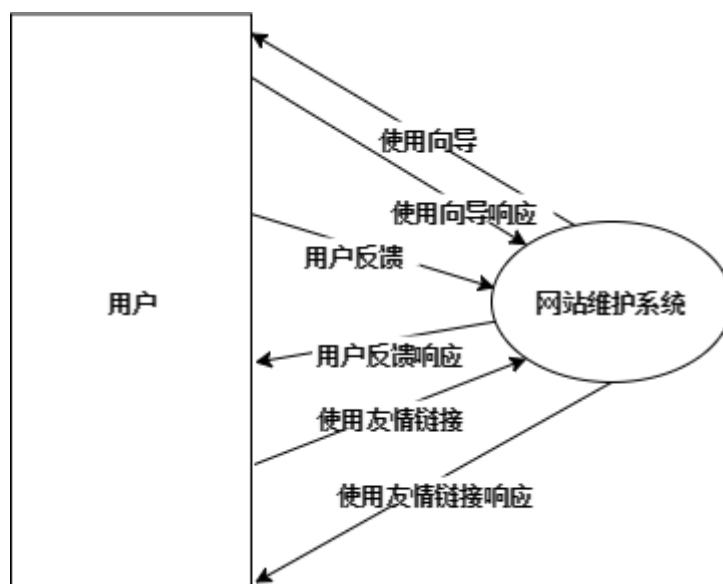 使用向导
使用向导响应
用户反馈
用户
网站维护系统
用户反馈响应
使用友情链接
使用友情链接响应